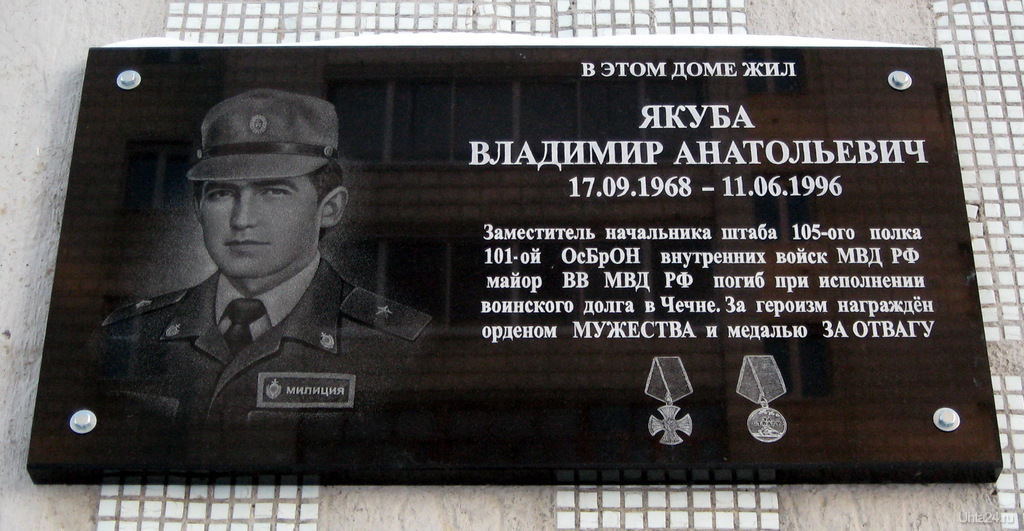 В ЭТОМ ДОМЕ ЖИЛ
ЯКУБА
ВЛАДИМИР АНАТОЛЬЕВИЧ
17.09.1968 – 11.06.1996
Заместитель начальника штаба 105-ого полка
101-ой ОсБрОН внутренних войск МВД РФ
майор ВВ МВД РФ погиб при исполнении
воинского долга в Чечне. За героизм награждён
орденом МУЖЕСТВА и медалью ЗА ОТВАГУ
МИЛИЦИЯ
Uhta24.ru